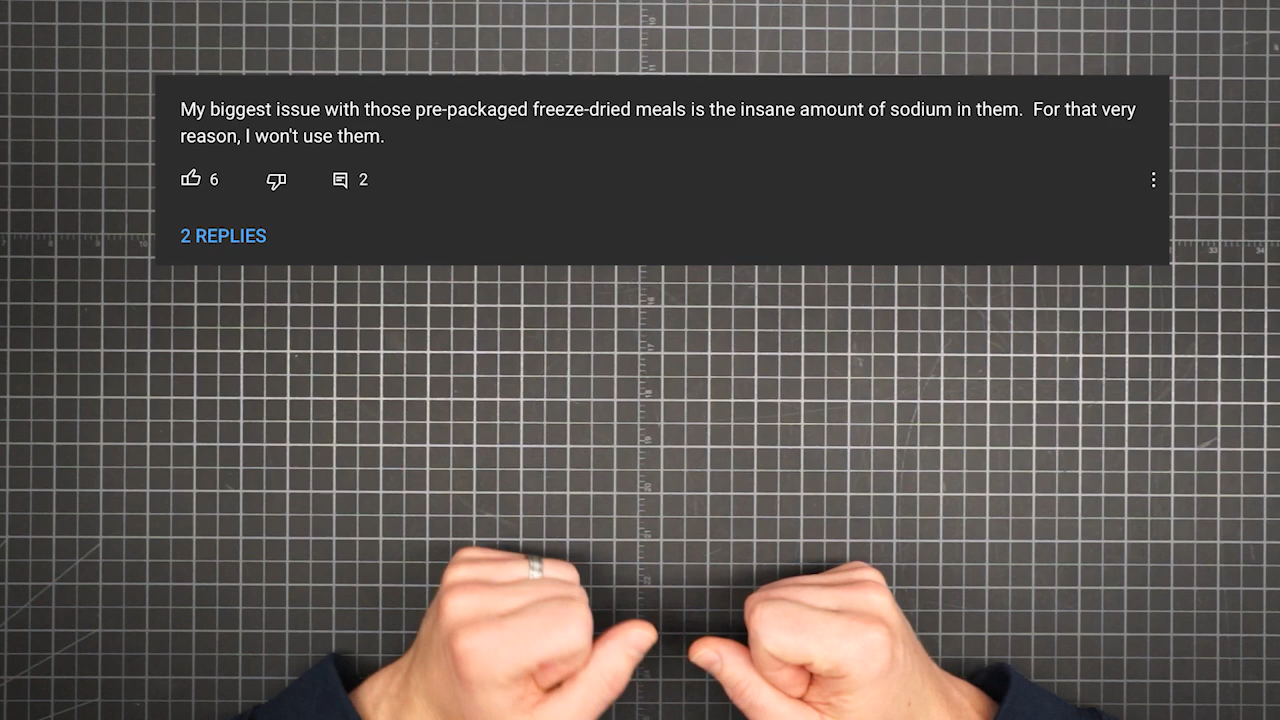 My biggest issue with those pre-packaged freeze-dried meals is the insane amount of sodium in them.  For that very
reason, I won't use them.
6
2
2 REPLIES